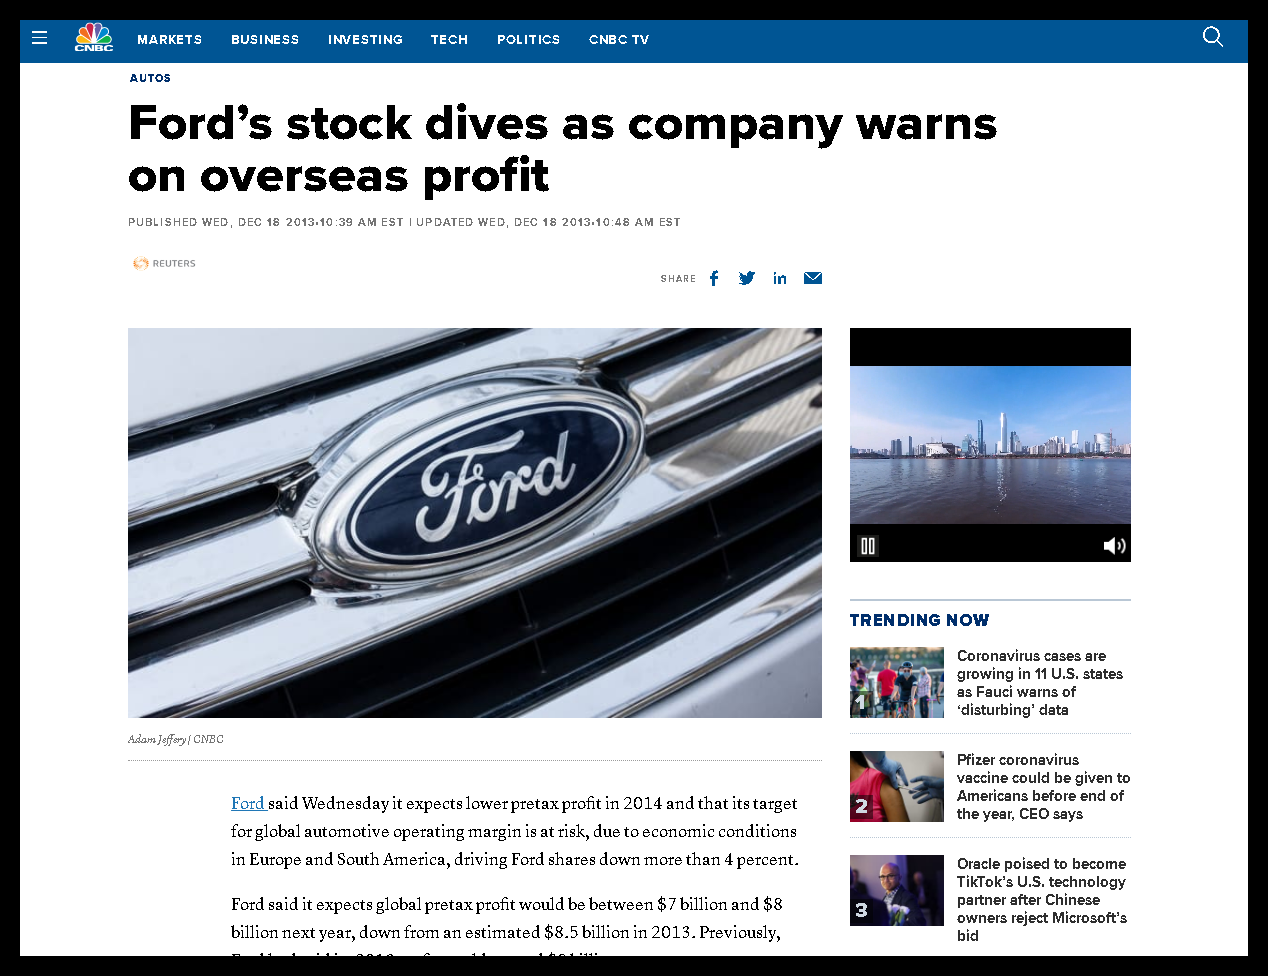 CNBC
MARKETS
BUSINESS
INVESTING
TECH
POLITICS
CNBC TV
AUTOS
Ford’s stock dives as company warns
on overseas profit
PUBLISHED WED, DEC 18 2013•10:39 AM EST | UPDATED WED, DEC 18 2013•10:48 AM EST
REUTERS
SHARE
Ford
Adam Jeffery | CNBC
Ford said Wednesday it expects lower pretax profit in 2014 and that its target
for global automotive operating margin is at risk, due to economic conditions
in Europe and South America, driving Ford shares down more than 4 percent.
Ford said it expects global pretax profit would be between $7 billion and $8
billion next year, down from an estimated $8.5 billion in 2013. Previously,
TRENDING NOW
1
Coronavirus cases are
growing in 11 U.S. states
as Fauci warns of
‘disturbing’ data
2
Pfizer coronavirus
vaccine could be given to
Americans before end of
the year, CEO says
3
Oracle poised to become
TikTok’s U.S. technology
partner after Chinese
owners reject Microsoft’s
bid